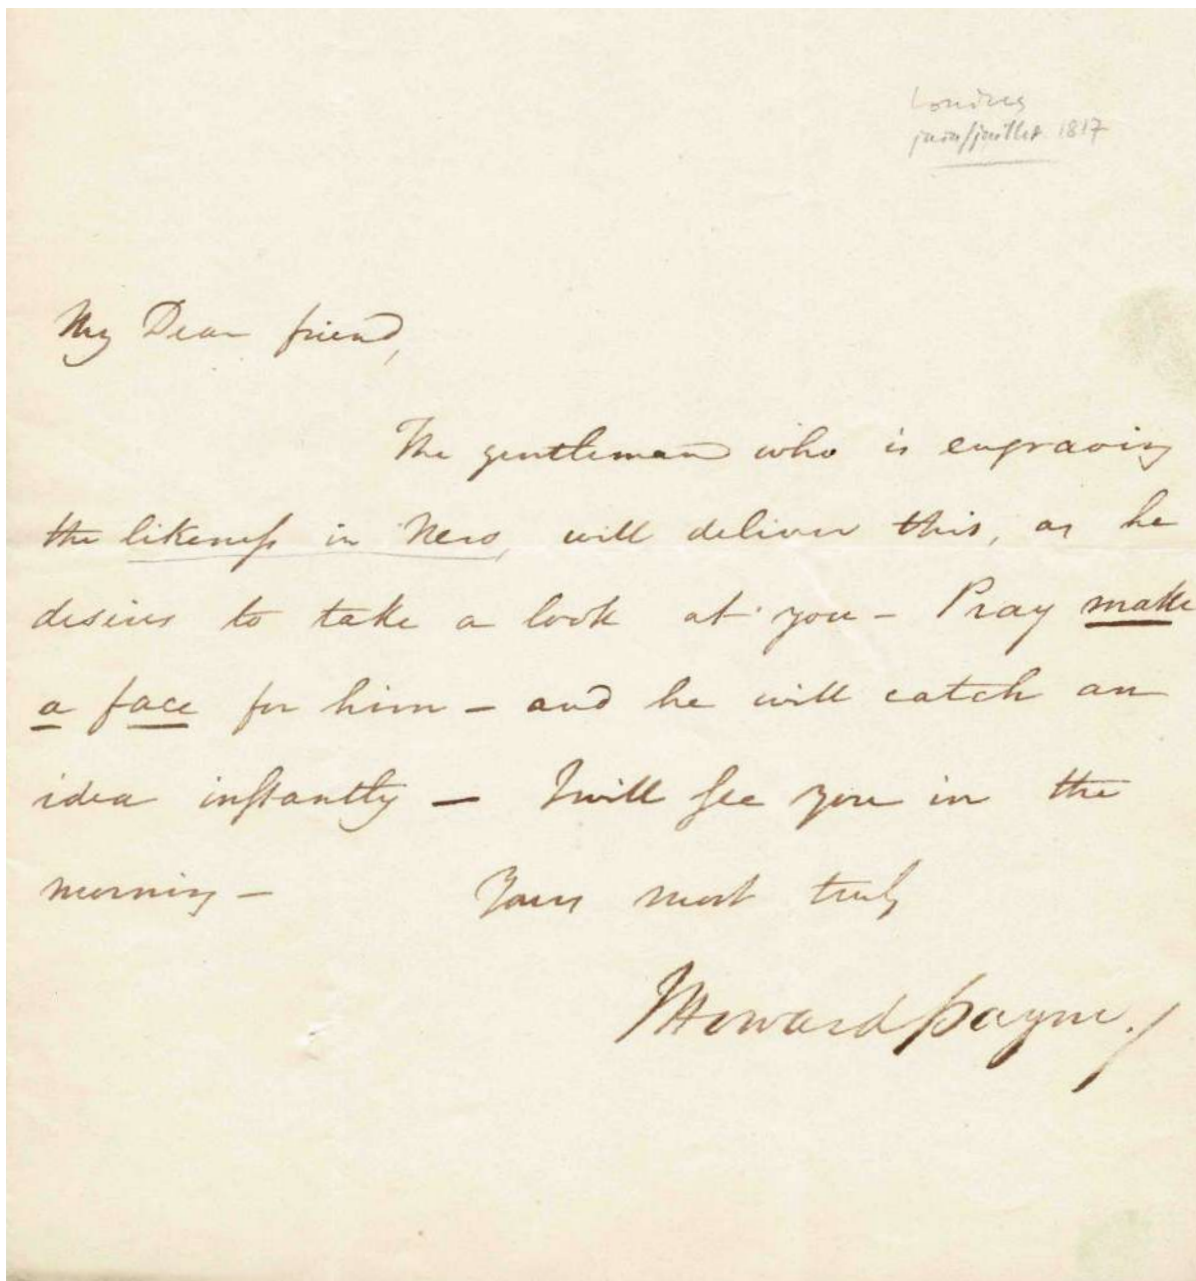 Londres
juin/juillet 1817
My Dear friend,
The gentleman who is engraving
the likeneſs in Nero, will deliver this, as he
desires to take a look at you – Pray make
a face for him – and he will catch an
idea inſtantly – I will ſee you in the
morning – Yours most truly
J Howard Payne.